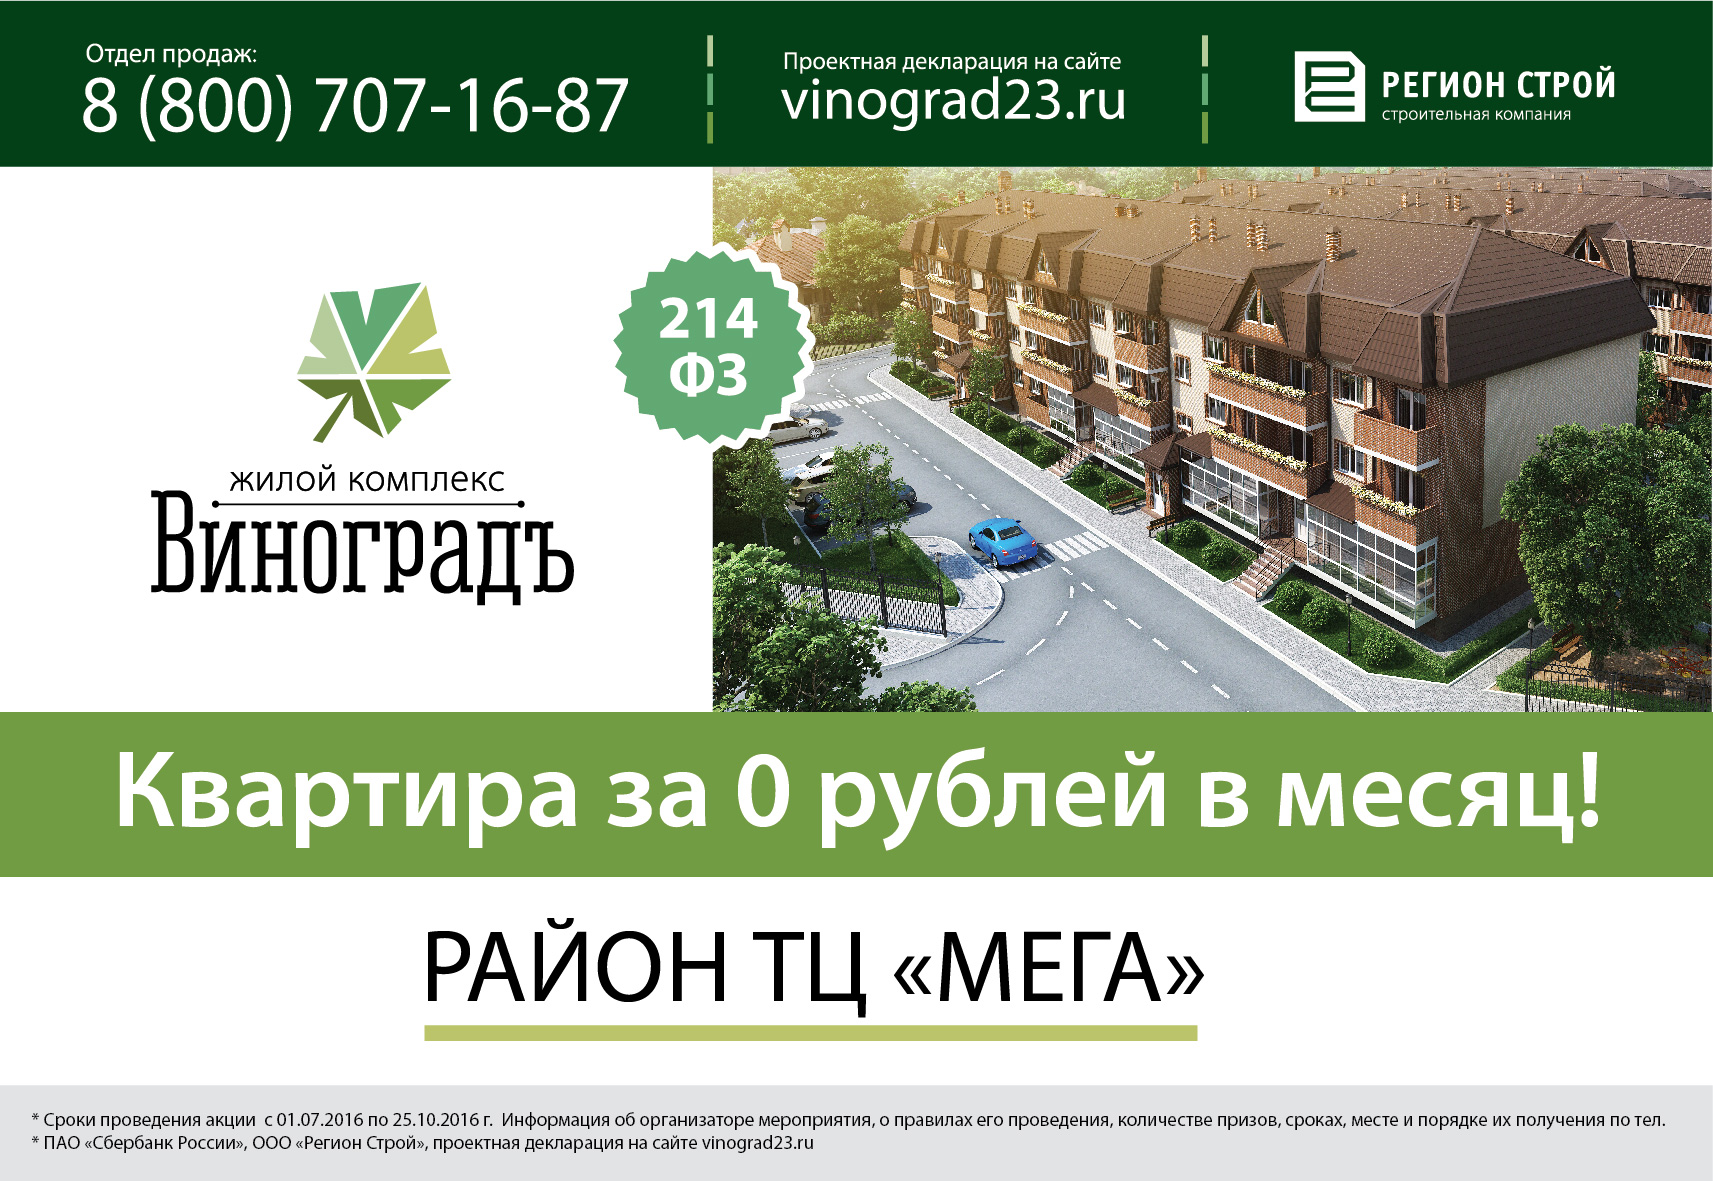 Отдел продаж:
8 (800) 707-16-87
Проектная декларация на сайте
vinograd23.ru
РЕГИОН СТРОЙ
строительная компания
214
ФЗ
жилой комплекс
Виноградъ
Квартира за 0 рублей в месяц!
РАЙОН ТЦ «МЕГА»
* Сроки проведения акции с 01.07.2016 по 25.10.2016 г. Информация об организаторе мероприятия, о правилах его проведения, количестве призов, сроках, месте и порядке их получения по тел.
* ПАО «Сбербанк России», ООО «Регион Строй», проектная декларация на сайте vinograd23.ru